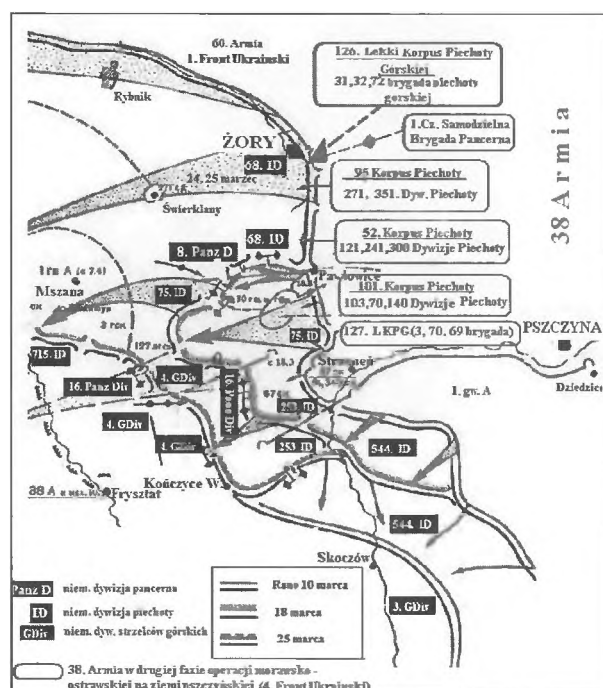 60. Armia
1. Front Ukraiński
126. Lekki Korpus Piechoty
Górskiej
31,32,72 brygada piechoty
górskiej
Rybnik
ŻORY
68. ID
1.Cz. Samodzielna
Brygada Pancerna
38 Armia
24, 25 marzec
95 Korpus Piechoty
271, 351. Dyw. Piechoty
Świerklany
8. Panz D
68. ID
52. Korpus Piechoty
121,241,300 Dywizje Piechoty
Pawłowice
Mszana
75. ID
101. Korpus Piechoty
103,70,140 Dywizje Piechoty
75. ID
127. LKPG(3, 70, 69 brygada)
PSZCZYNA
715. ID
Strumień
Dziedzice
16. Panz Div
4. GDiv
16. Panz Div
1. gw. A
4. GDiv
4. GDiv
253. ID
544. ID
Kończyce W.
38 A
Frysztat
544. ID
Skoczów
3. GDiv
Panz D niem. dywizja pancerna
ID niem. dywizja piechoty
GDiv niem. dyw. strzelców górskich
Rano 10 marca
18 marca
25 marca
38. Armia w drugiej fazie operacji morawsko -
ostrawskiej na ziemi pszczyńskiej (4. Front Ukraiński)